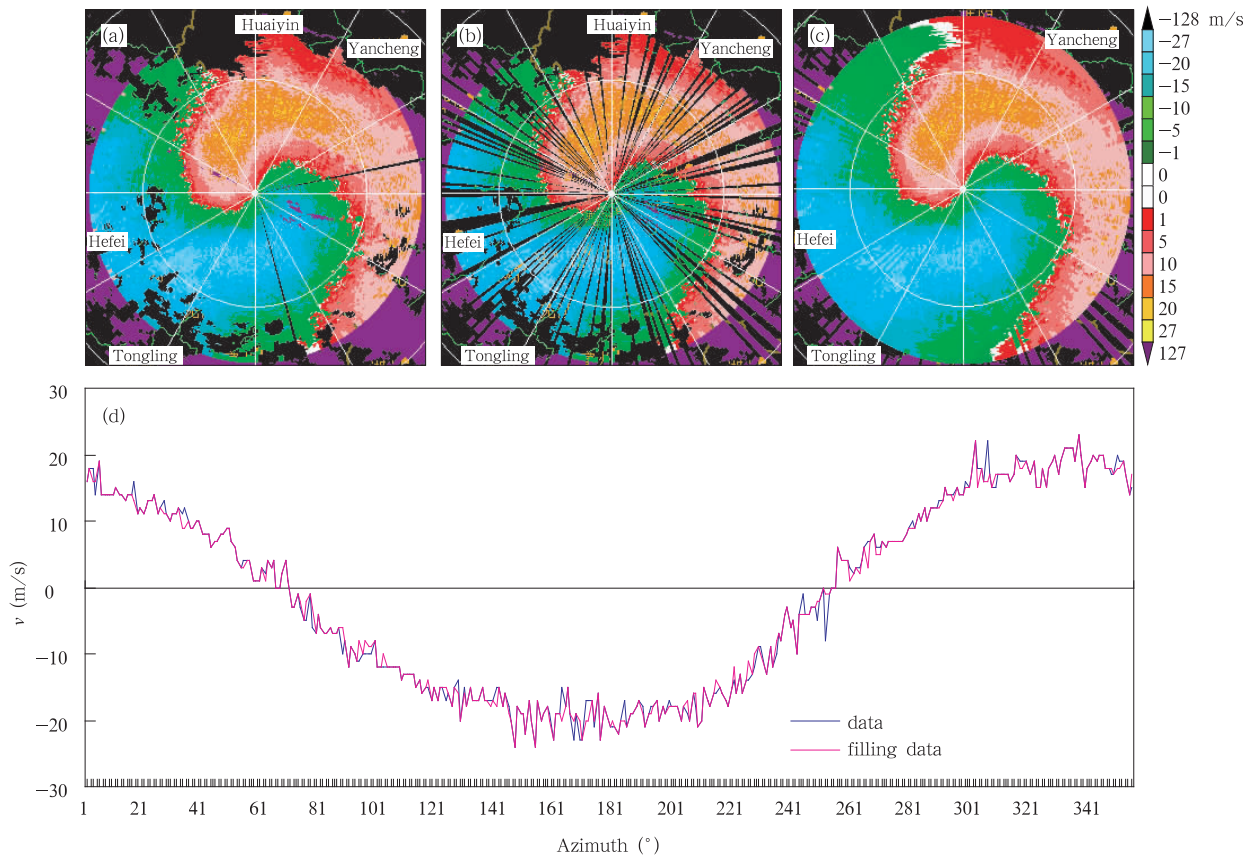 (a)
Huaiyin
Yancheng
Hefei
Tongling
(b)
Huaiyin
Yancheng
Hefei
Tongling
(c)
Yancheng
Hefei
Tongling
−128 m/s
−27
−20
−15
−10
−5
−1
0
0
1
5
10
15
20
27
127
(d)
30
20
10
0
−10
−20
−30
v (m/s)
data
filling data
1 21 41 61 81 101 121 141 161 181 201 221 241 261 281 301 321 341
Azimuth (°)